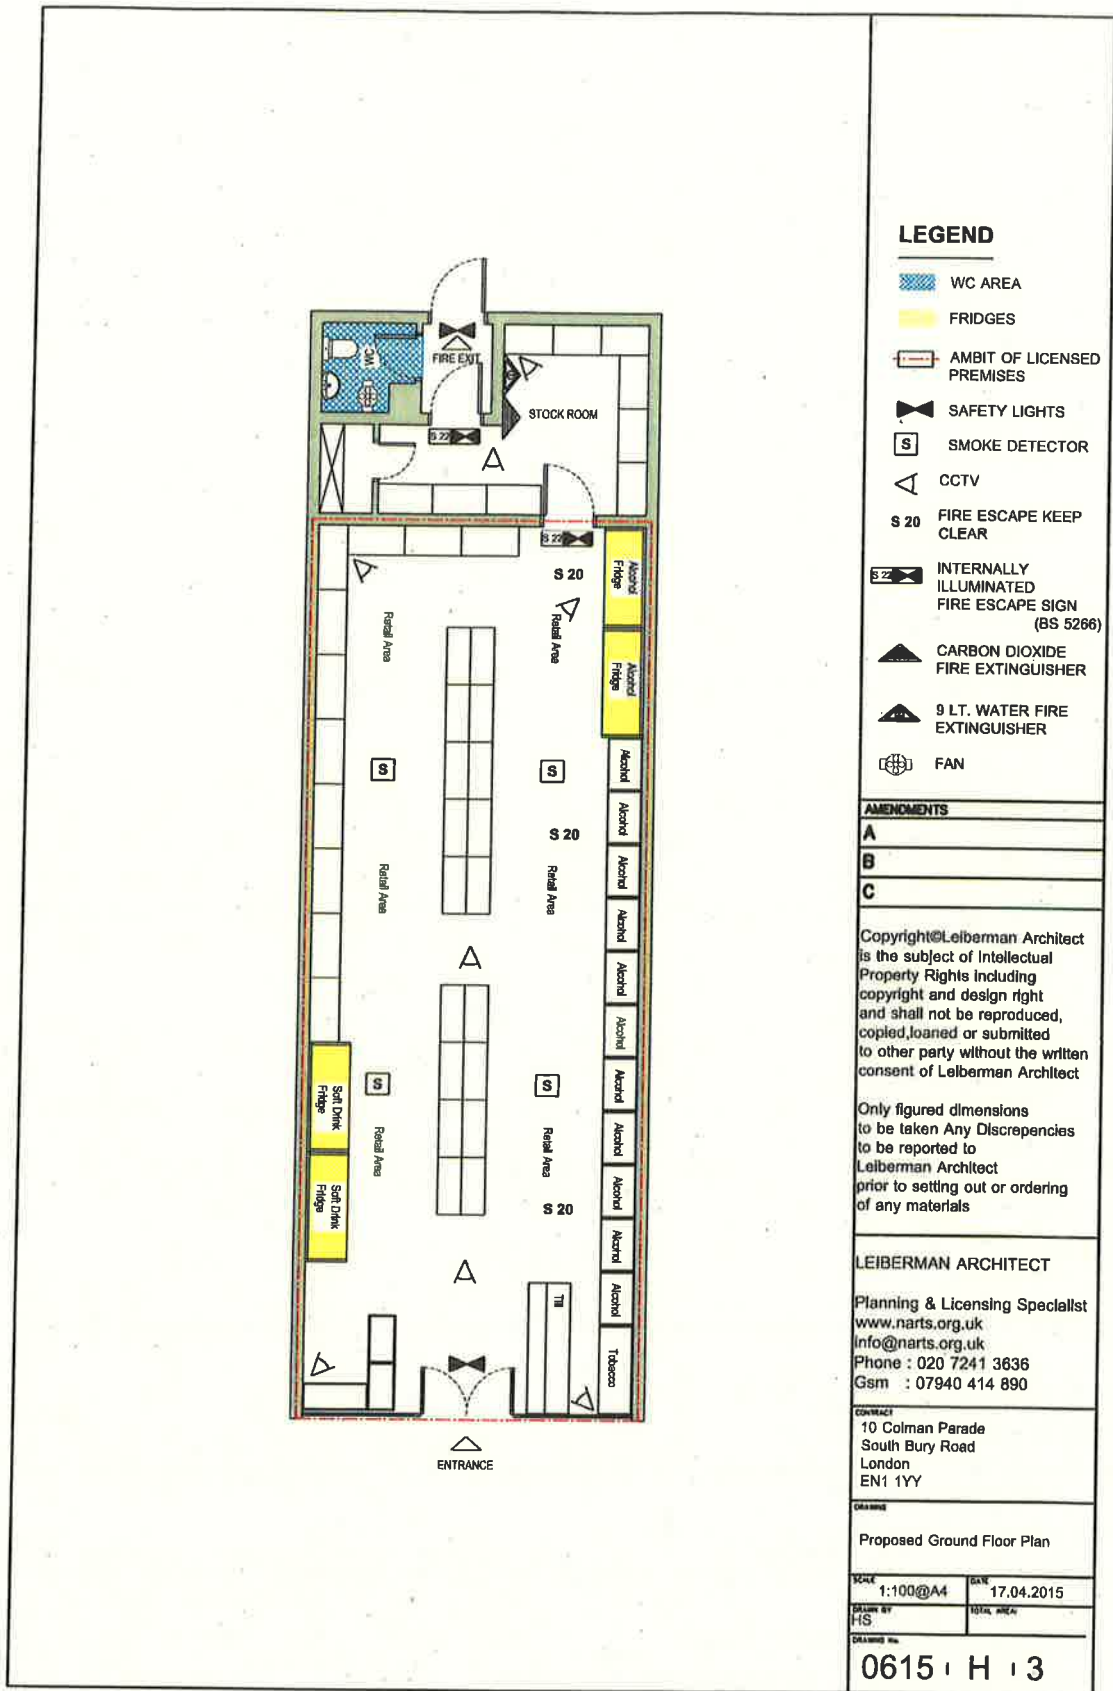 FIRE EXIT
WC
STOCK ROOM
S 22
S 22
S 20
Alcohol
Fridge
Retail Area
Retail Area
Alcohol
Fridge
S
S
Alcohol
S 20
Alcohol
Retail Area
Retail Area
Alcohol
Alcohol
Alcohol
Alcohol
S
S
Alcohol
Soft Drink
Fridge
Retail Area
Retail Area
Alcohol
Soft Drink
Fridge
S 20
Alcohol
Alcohol
Till
Alcohol
Tobacco
ENTRANCE
LEGEND
WC AREA
FRIDGES
AMBIT OF LICENSED
PREMISES
SAFETY LIGHTS
S
SMOKE DETECTOR
CCTV
S 20
FIRE ESCAPE KEEP
CLEAR
S 22
INTERNALLY
ILLUMINATED
FIRE ESCAPE SIGN
(BS 5266)
CARBON DIOXIDE
FIRE EXTINGUISHER
9 LT. WATER FIRE
EXTINGUISHER
FAN
AMENDMENTS
A
B
C
Copyright©Leiberman Architect
is the subject of Intellectual
Property Rights including
copyright and design right
and shall not be reproduced,
copied,loaned or submitted
to other party without the written
consent of Leiberman Architect
Only figured dimensions
to be taken Any Discrepencies
to be reported to
Leiberman Architect
prior to setting out or ordering
of any materials
LEIBERMAN ARCHITECT
Planning & Licensing Specialist
www.narts.org.uk
info@narts.org.uk
Phone : 020 7241 3636
Gsm : 07940 414 890
CONTRACT
10 Colman Parade
South Bury Road
London
EN1 1YY
DRAWING
Proposed Ground Floor Plan
SCALE
1:100@A4
DATE
17.04.2015
DRAWN BY
HS
TOTAL AREA:
DRAWING No.
0615 H 3